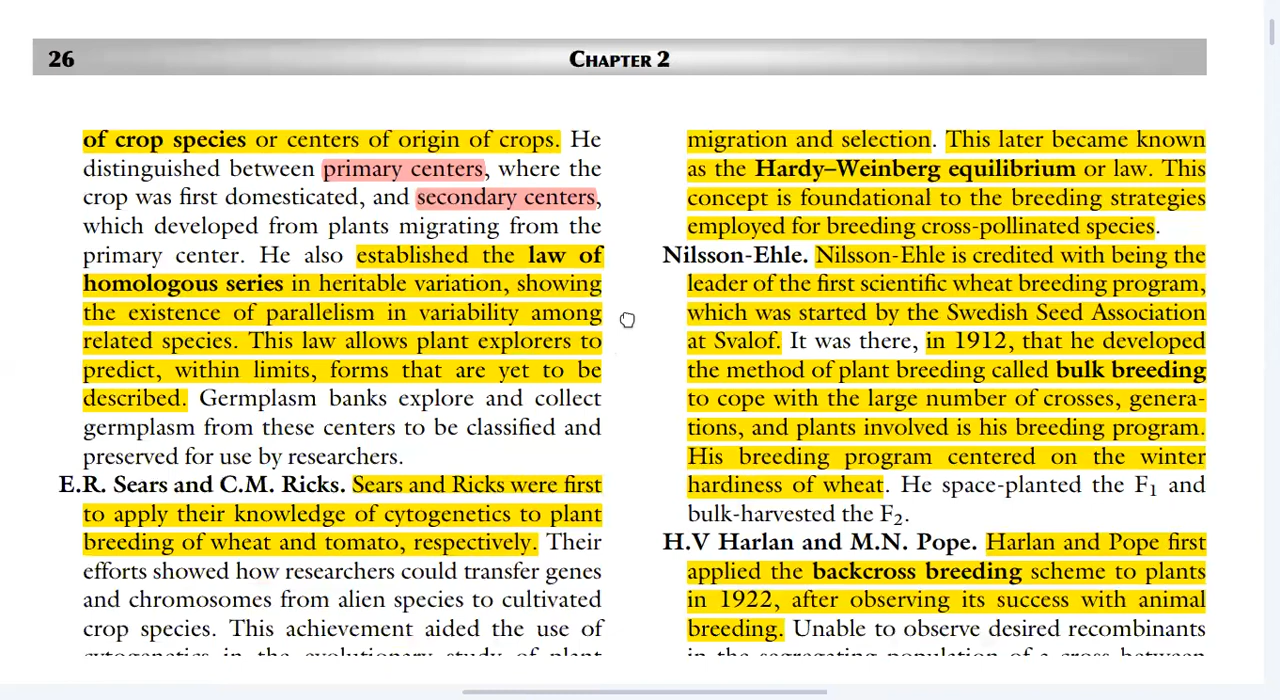 26
CHAPTER 2
of crop species or centers of origin of crops. He
distinguished between primary centers, where the
crop was first domesticated, and secondary centers,
which developed from plants migrating from the
primary center. He also established the law of
homologous series in heritable variation, showing
the existence of parallelism in variability among
related species. This law allows plant explorers to
predict, within limits, forms that are yet to be
described. Germplasm banks explore and collect
germplasm from these centers to be classified and
preserved for use by researchers.
E.R. Sears and C.M. Ricks. Sears and Ricks were first
to apply their knowledge of cytogenetics to plant
breeding of wheat and tomato, respectively. Their
efforts showed how researchers could transfer genes
and chromosomes from alien species to cultivated
crop species. This achievement aided the use of
cytogenetics in the evolutionary study of plant
migration and selection. This later became known
as the Hardy–Weinberg equilibrium or law. This
concept is foundational to the breeding strategies
employed for breeding cross-pollinated species.
Nilsson-Ehle. Nilsson-Ehle is credited with being the
leader of the first scientific wheat breeding program,
which was started by the Swedish Seed Association
at Svalof. It was there, in 1912, that he developed
the method of plant breeding called bulk breeding
to cope with the large number of crosses, genera-
tions, and plants involved is his breeding program.
His breeding program centered on the winter
hardiness of wheat. He space-planted the F1 and
bulk-harvested the F2.
H.V Harlan and M.N. Pope. Harlan and Pope first
applied the backcross breeding scheme to plants
in 1922, after observing its success with animal
breeding. Unable to observe desired recombinants
in the segregating population of a cross between